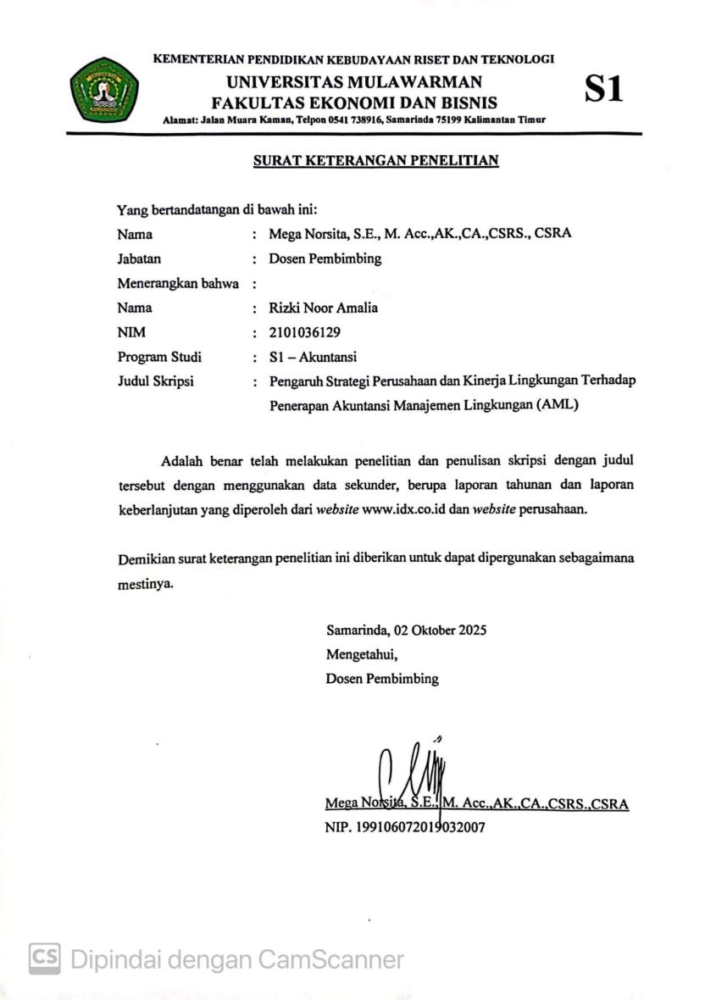 KEMENTERIAN PENDIDIKAN KEBUDAYAAN RISET DAN TEKNOLOGI
UNIVERSITAS MULAWARMAN
FAKULTAS EKONOMI DAN BISNIS
Alamat: Jalan Muara Kaman, Telpon 0541 738916, Samarinda 75199 Kalimantan Timur
S1
SURAT KETERANGAN PENELITIAN
Yang bertandatangan di bawah ini:
Nama : Mega Norsita, S.E., M. Acc.,AK.,CA.,CSRS., CSRA
Jabatan : Dosen Pembimbing
Menerangkan bahwa :
Nama : Rizki Noor Amalia
NIM : 2101036129
Program Studi : S1 – Akuntansi
Judul Skripsi : Pengaruh Strategi Perusahaan dan Kinerja Lingkungan Terhadap
Penerapan Akuntansi Manajemen Lingkungan (AML)
Adalah benar telah melakukan penelitian dan penulisan skripsi dengan judul
tersebut dengan menggunakan data sekunder, berupa laporan tahunan dan laporan
keberlanjutan yang diperoleh dari website www.idx.co.id dan website perusahaan.
Demikian surat keterangan penelitian ini diberikan untuk dapat dipergunakan sebagaimana
mestinya.
Samarinda, 02 Oktober 2025
Mengetahui,
Dosen Pembimbing
Mega Norsita, S.E., M. Acc.,AK.,CA.,CSRS.,CSRA
NIP. 199106072019032007
CS Dipindai dengan CamScanner